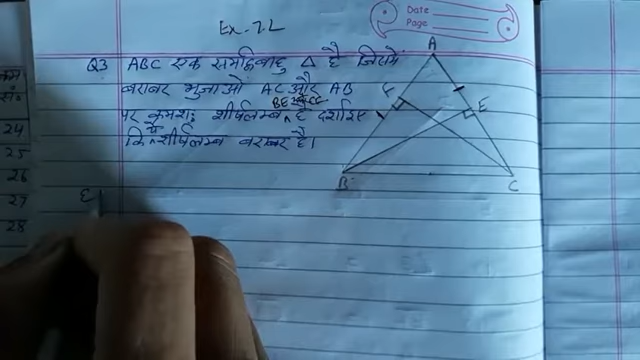 Date
Page
Ex-7.2
Q3 ABC एक समद्विबाहु Δ है जिसमें
बराबर भुजाओं AC और AB
पर क्रमशः शीर्षलम्ब BE और CF है दर्शाइए
कि ये शीर्षलम्ब बराबर है।
A
F
E
B
C
24
25
26
27
28